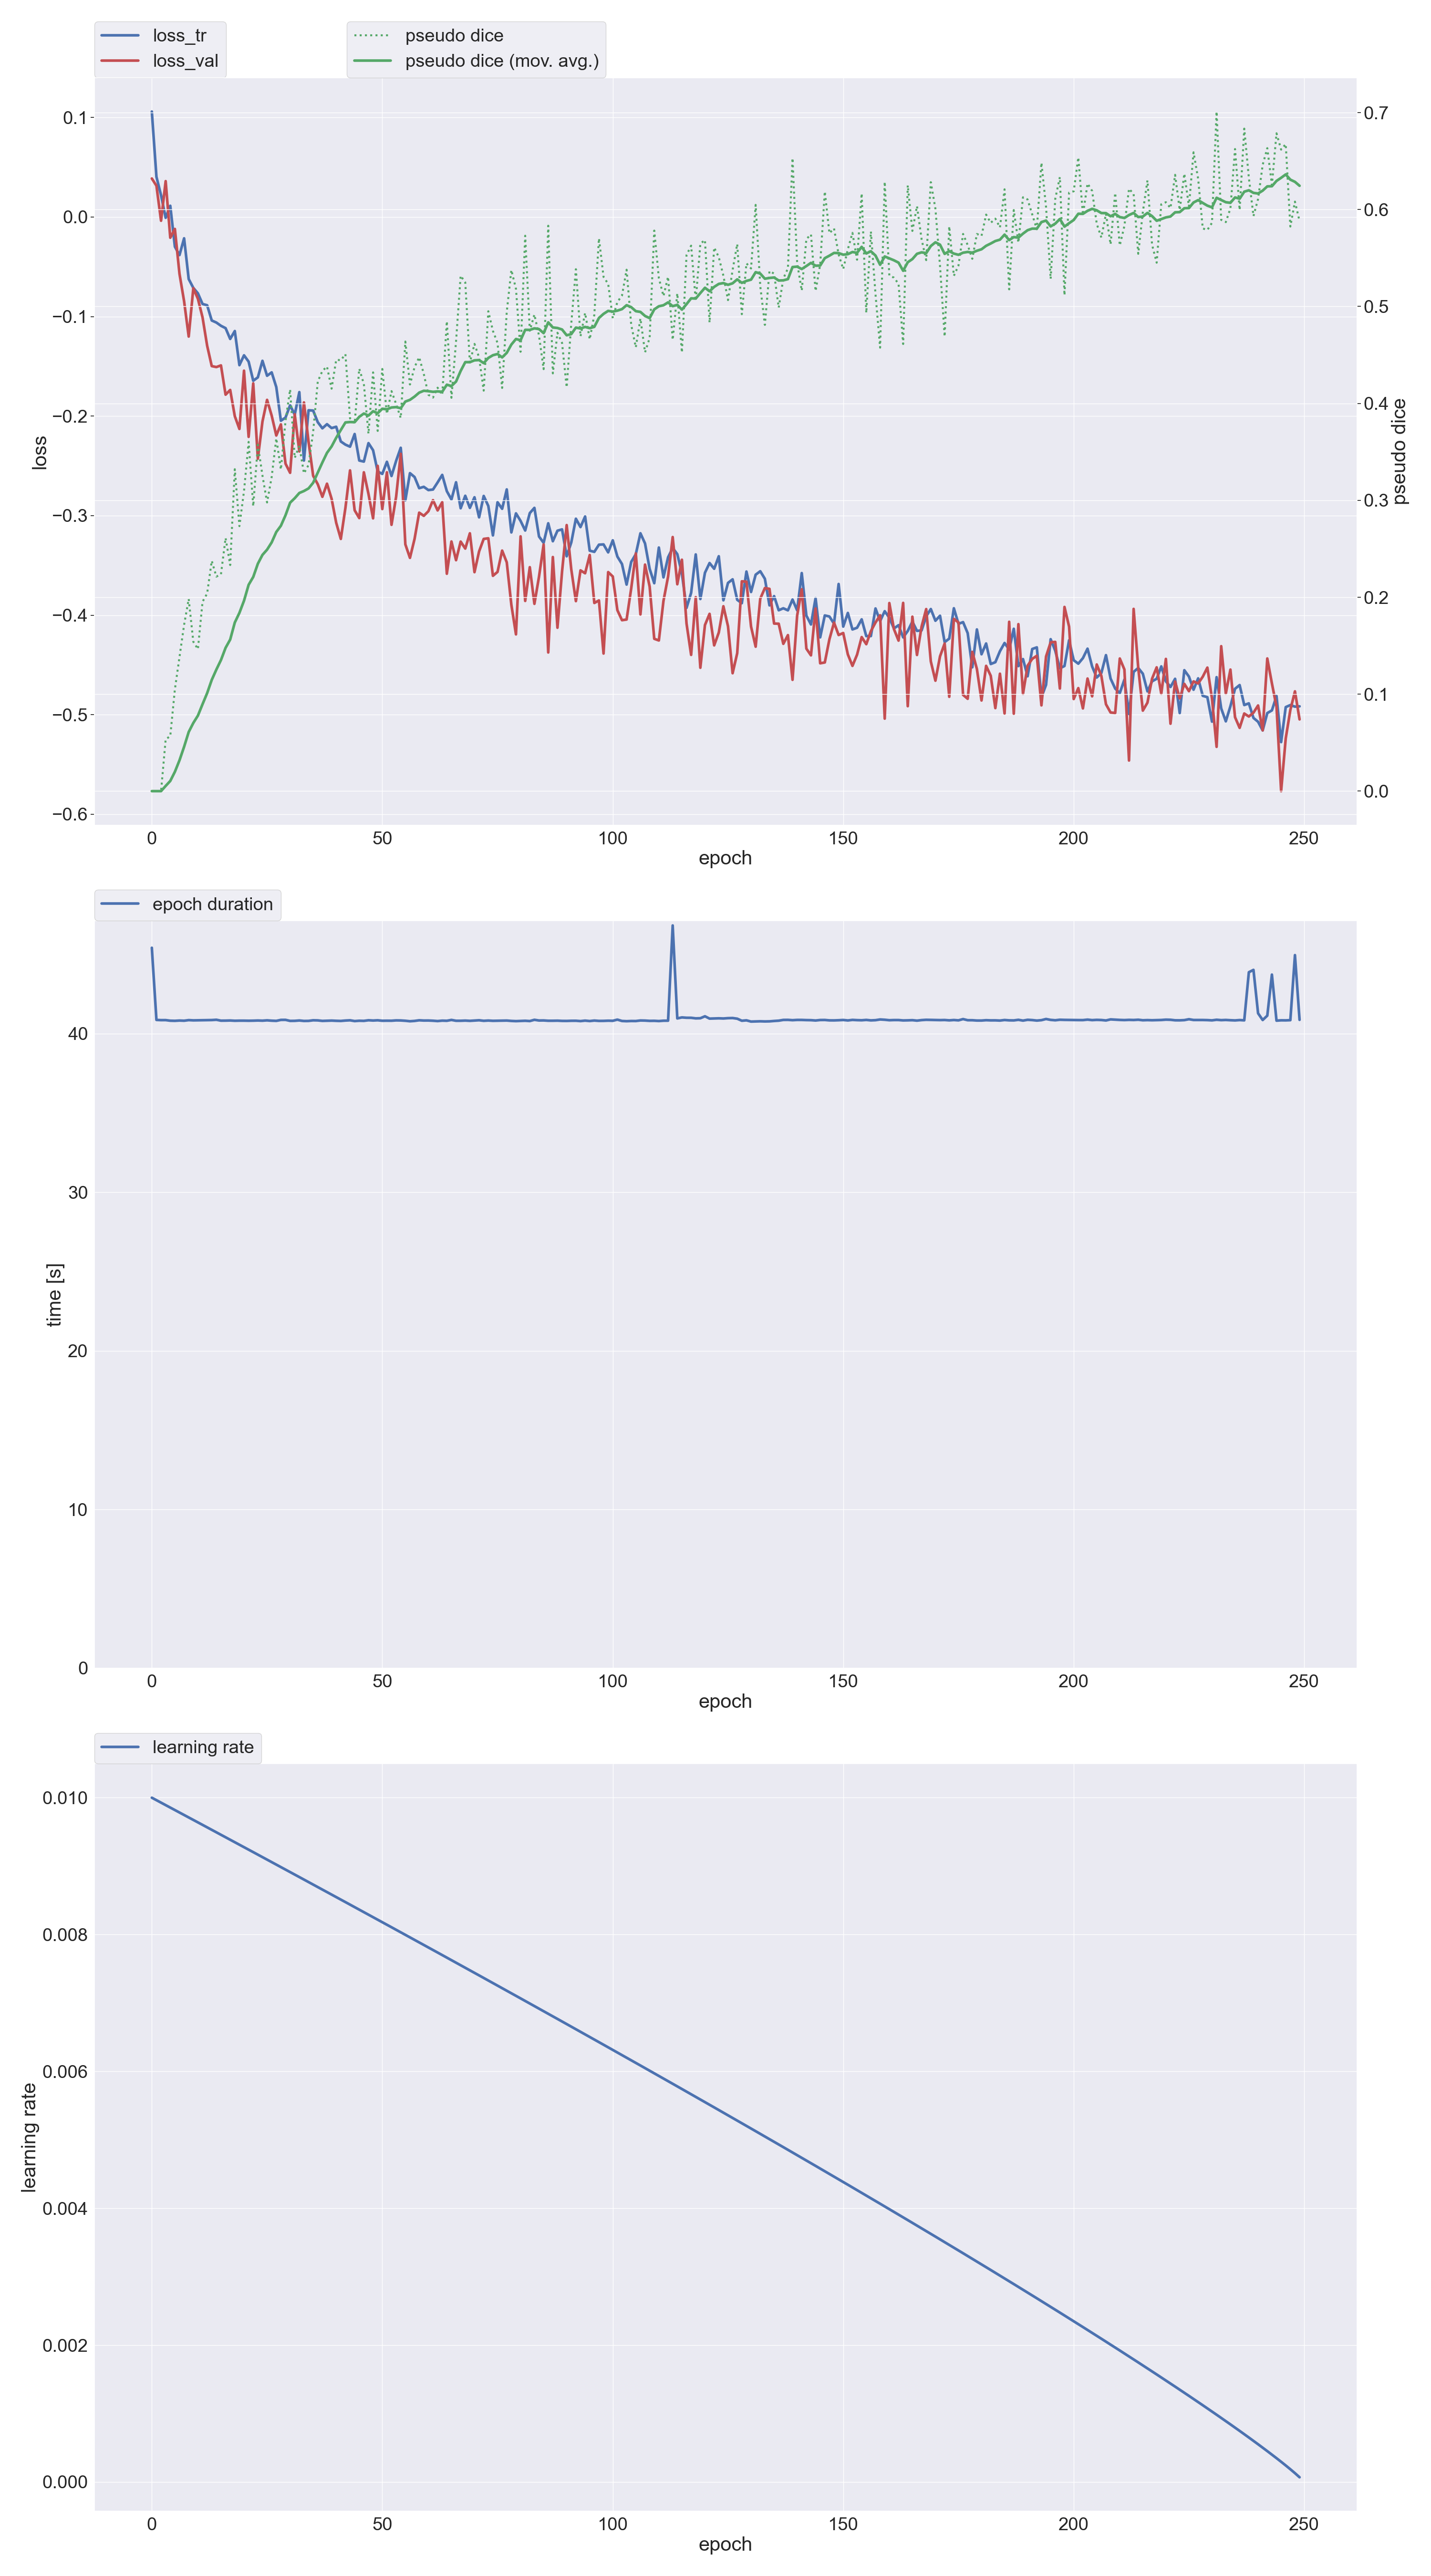 loss_tr
loss_val
pseudo dice
pseudo dice (mov. avg.)
0.1
0.0
−0.1
−0.2
−0.3
−0.4
−0.5
−0.6
loss
0.7
0.6
0.5
0.4
0.3
0.2
0.1
0.0
pseudo dice
0 50 100 150 200 250
epoch
epoch duration
40
30
20
10
0
time [s]
0 50 100 150 200 250
epoch
learning rate
0.010
0.008
0.006
0.004
0.002
0.000
learning rate
0 50 100 150 200 250
epoch